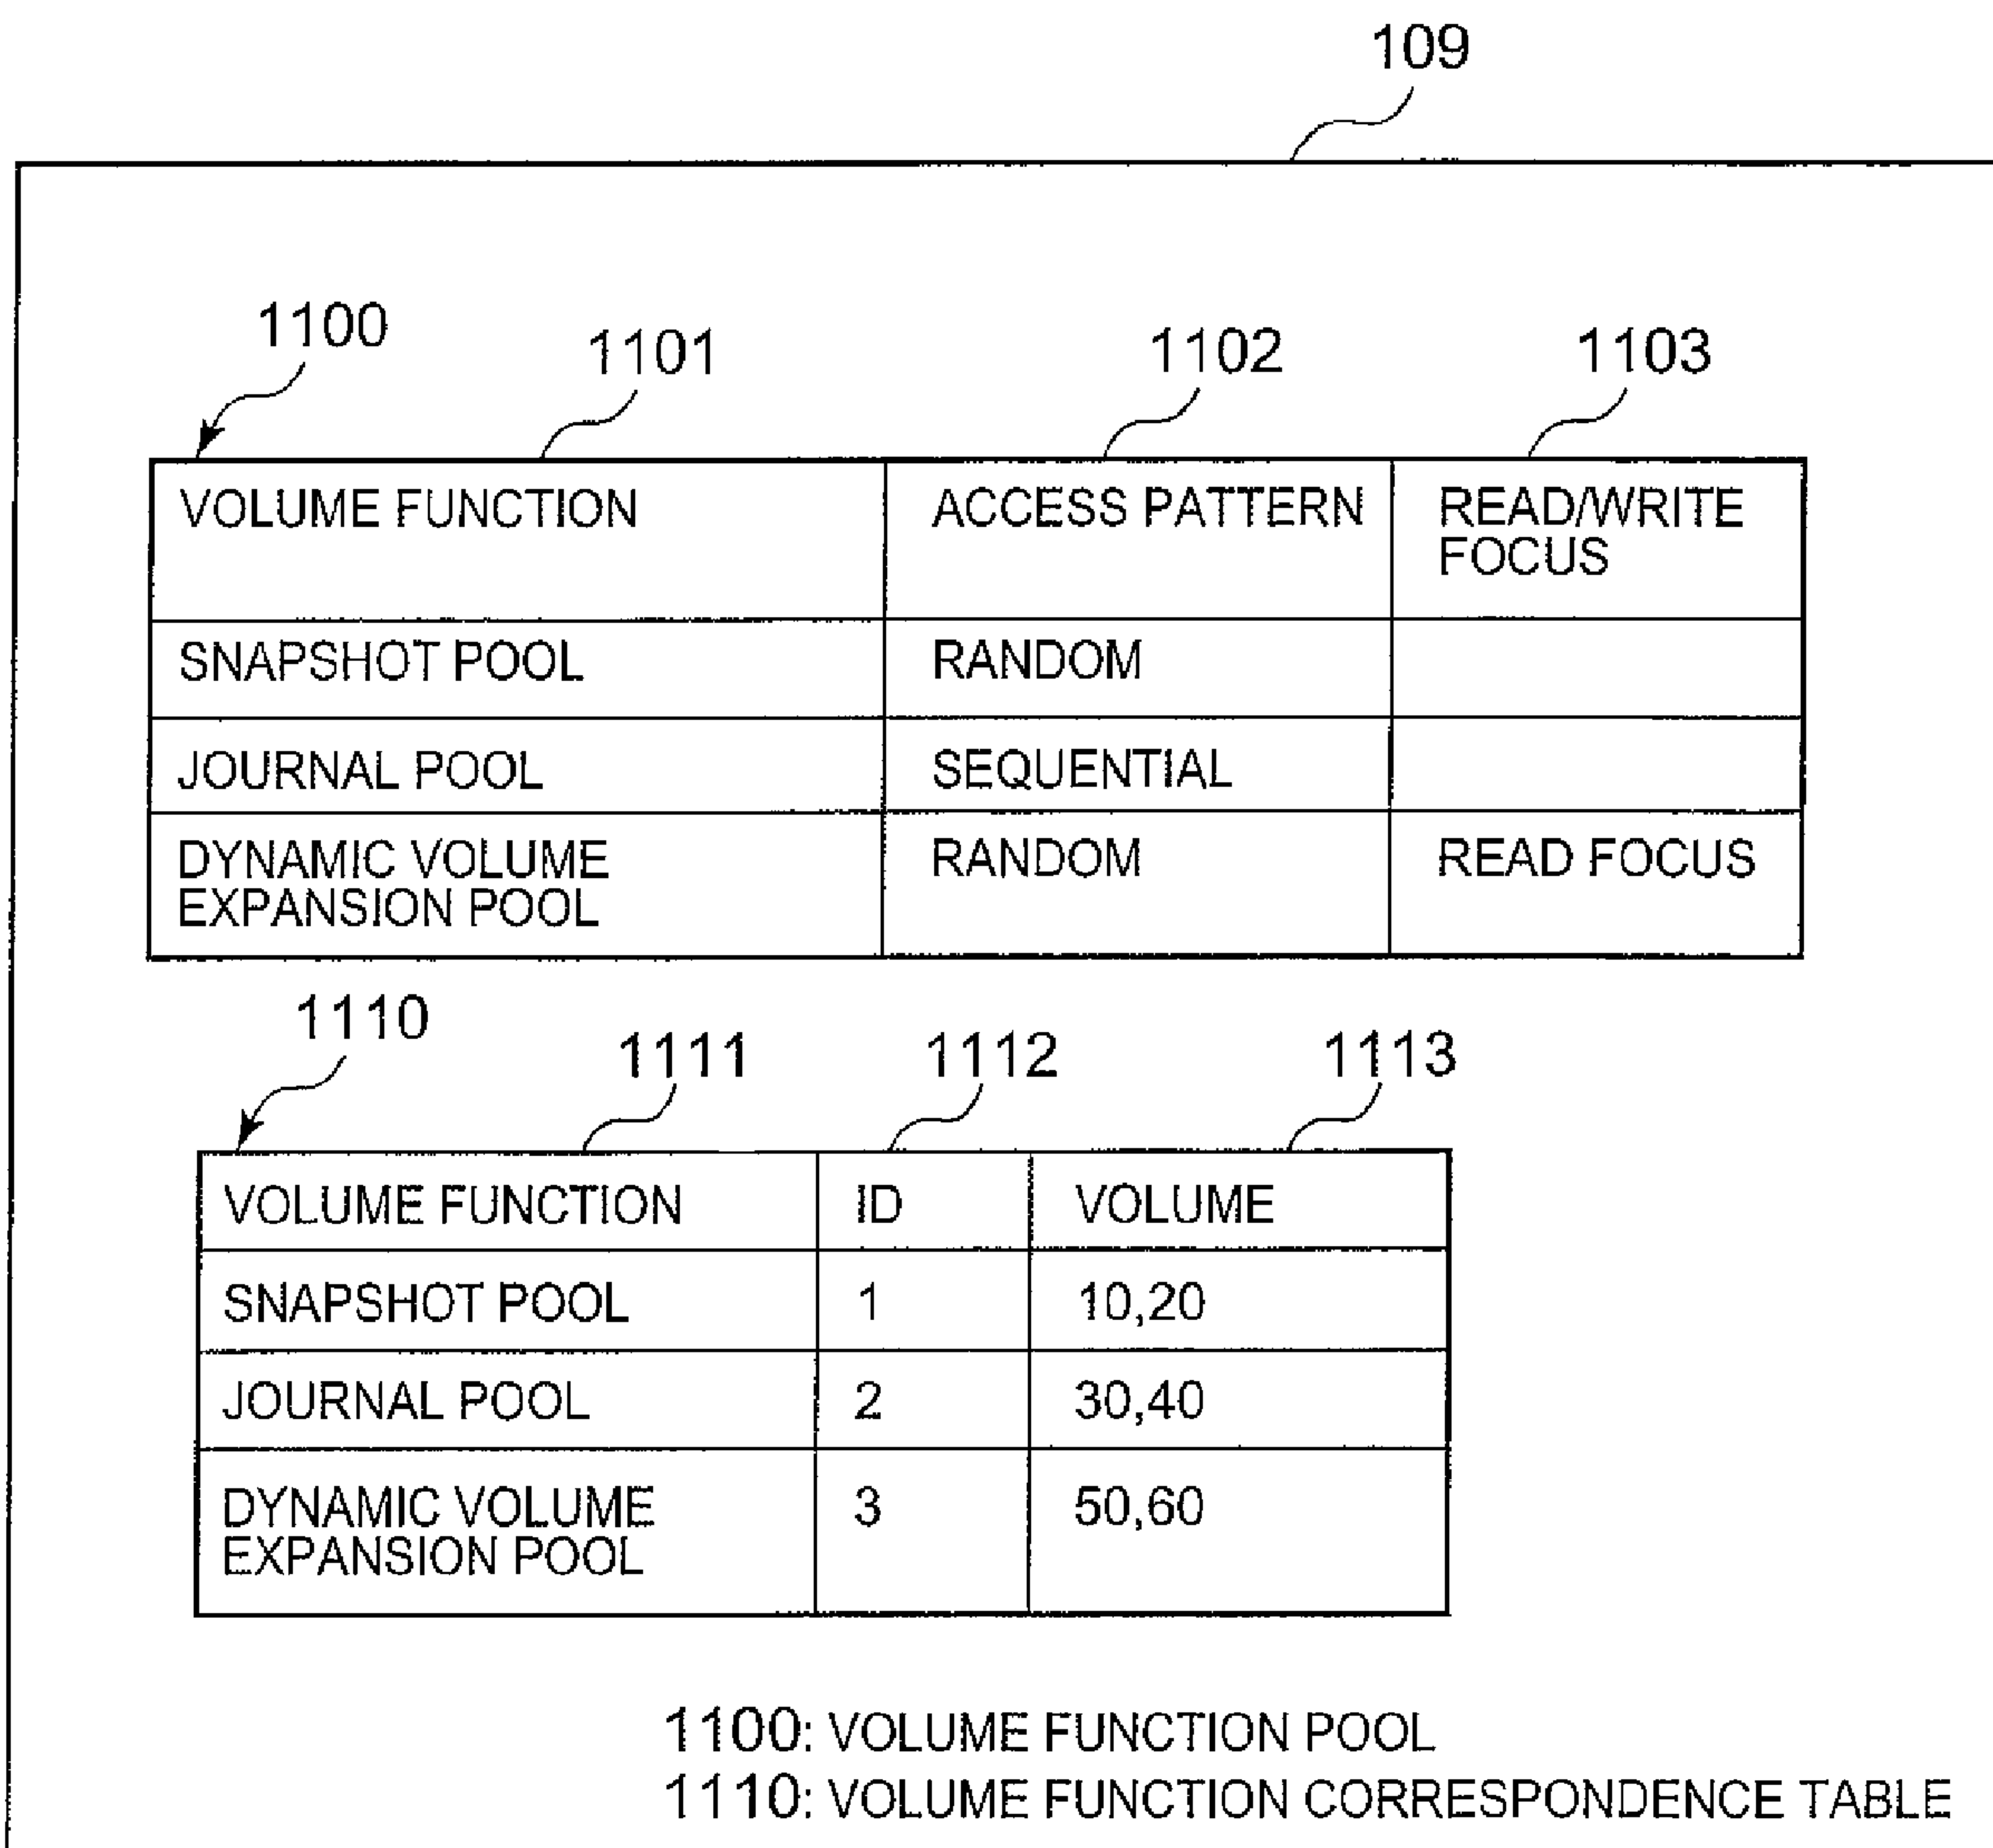 109
1100 1101 1102 1103
VOLUME FUNCTION ACCESS PATTERN READ/WRITE
FOCUS
SNAPSHOT POOL RANDOM
JOURNAL POOL SEQUENTIAL
DYNAMIC VOLUME RANDOM READ FOCUS
EXPANSION POOL
1110 1111 1112 1113
VOLUME FUNCTION ID VOLUME
SNAPSHOT POOL 1 10,20
JOURNAL POOL 2 30,40
DYNAMIC VOLUME 3 50,60
EXPANSION POOL
1100: VOLUME FUNCTION POOL
1110: VOLUME FUNCTION CORRESPONDENCE TABLE